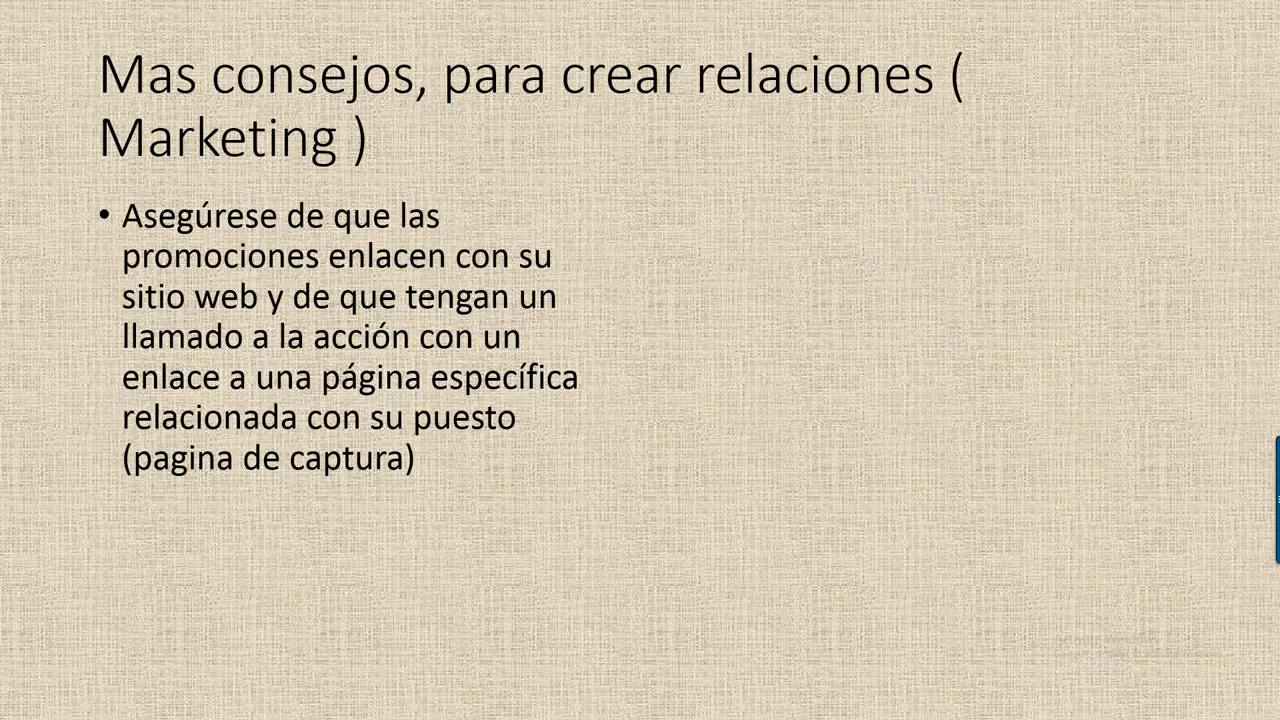 Mas consejos, para crear relaciones (
Marketing )
• Asegúrese de que las
promociones enlacen con su
sitio web y de que tengan un
llamado a la acción con un
enlace a una página específica
relacionada con su puesto
(pagina de captura)